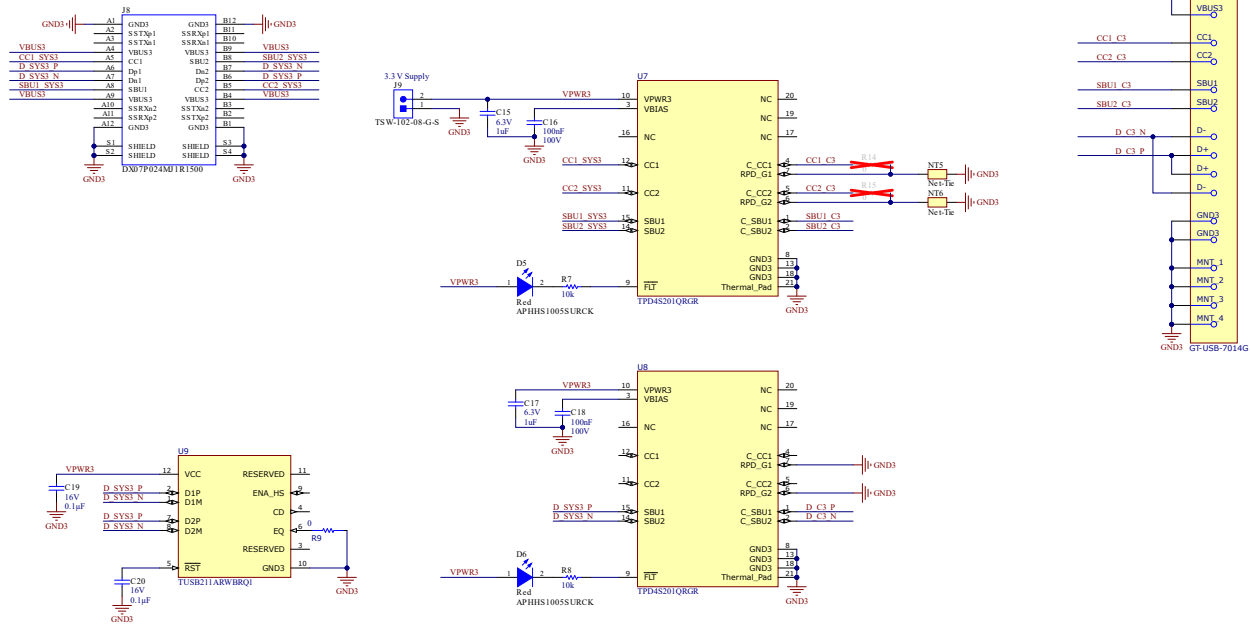 J8
GND3 A1 GND3 GND3 B12 GND3
A2 SSTXp1 SSRXp1 B11
A3 SSTXn1 SSRXn1 B10
VBUS3 A4 VBUS3 VBUS3 B9 VBUS3
CC1_SYS3 A5 CC1 SBU2 B8 SBU2_SYS3
D_SYS3_P A6 Dp1 Dn2 B7 D_SYS3_N
D_SYS3_N A7 Dn1 Dp2 B6 D_SYS3_P
SBU1_SYS3 A8 SBU1 CC2 B5 CC2_SYS3
VBUS3 A9 VBUS3 VBUS3 B4 VBUS3
A10 SSRXn2 SSTXn2 B3
A11 SSRXp2 SSTXp2 B2
A12 GND3 GND3 B1
S1 SHIELD SHIELD S3
S2 SHIELD SHIELD S4
GND3 DX07P024MJ1R1500 GND3
3.3 V Supply
J9
2
1
TSW-102-08-G-S
GND3
VPWR3
C15
6.3V
1uF
C16
100nF
100V
GND3
U7
10 VPWR3 NC 20
3 VBIAS
NC 19
16 NC NC 17
CC1_SYS3 12 CC1 C_CC1 4 CC1_C3 R14
RPD_G1 7 NT5 GND3
Net-Tie
CC2_SYS3 11 CC2 C_CC2 5 CC2_C3 R15
RPD_G2 6 NT6 GND3
Net-Tie
SBU1_SYS3 15 SBU1 C_SBU1 1 SBU1_C3
SBU2_SYS3 14 SBU2 C_SBU2 2 SBU2_C3
GND3 8
GND3 13
GND3 18
VPWR3 1 D5 2 R7 9 FLT Thermal_Pad 21
Red 10k
APHHS1005SURCK
TPD4S201QRGR
GND3
VBUS3
CC1_C3 CC1
CC2_C3 CC2
SBU1_C3 SBU1
SBU2_C3 SBU2
D_C3_N D-
D_C3_P D+
D+
D-
GND3
GND3
MNT_1
MNT_2
MNT_3
MNT_4
GND3 GT-USB-7014G
U8
VPWR3 10 VPWR3 NC 20
3 VBIAS
C17
6.3V
1uF
C18
100nF
100V
GND3
NC 19
16 NC NC 17
12 CC1 C_CC1 4
RPD_G1 7 GND3
11 CC2 C_CC2 5
RPD_G2 6 GND3
D_SYS3_P 15 SBU1 C_SBU1 1 D_C3_P
D_SYS3_N 14 SBU2 C_SBU2 2 D_C3_N
GND3 8
GND3 13
GND3 18
VPWR3 1 D6 2 R8 9 FLT Thermal_Pad 21
Red 10k
APHHS1005SURCK
TPD4S201QRGR
GND3
U9
VPWR3 12 VCC RESERVED 11
C19
16V
0.1µF
GND3
D_SYS3_P 2 D1P ENA_HS 9
D_SYS3_N 1 D1M CD 4
D_SYS3_P 7 D2P
D_SYS3_N 8 D2M EQ 6 0
R9
RESERVED 3
5 RST GND3 10
TUSB211ARWBRQ1
GND3
C20
16V
0.1µF
GND3